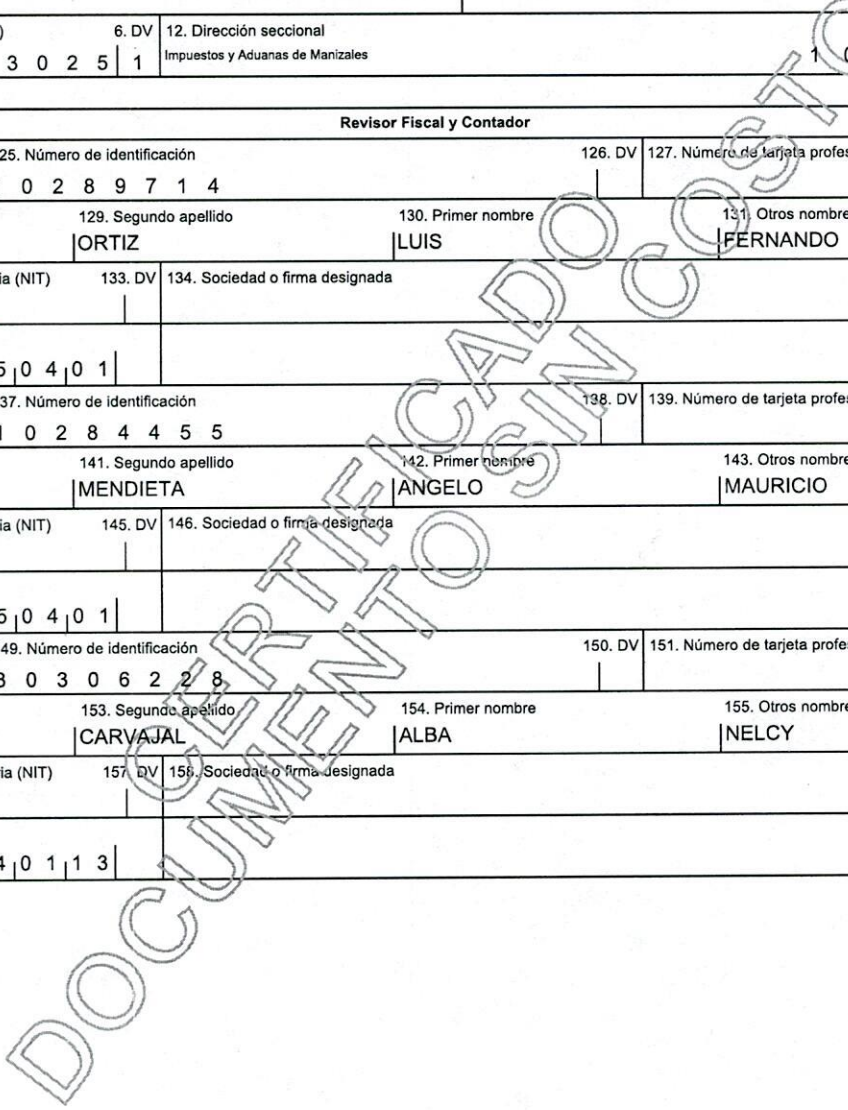 ) 6. DV 12. Dirección seccional
3 0 2 5 1 Impuestos y Aduanas de Manizales 1 0
Revisor Fiscal y Contador
25. Número de identificación 126. DV 127. Número de tarjeta profes
0 2 8 9 7 1 4
129. Segundo apellido 130. Primer nombre 131. Otros nombre
ORTIZ LUIS FERNANDO
ia (NIT) 133. DV 134. Sociedad o firma designada
5 0 4 0 1
37. Número de identificación 138. DV 139. Número de tarjeta profes
1 0 2 8 4 4 5 5
141. Segundo apellido 142. Primer nombre 143. Otros nombre
MENDIETA ANGELO MAURICIO
ia (NIT) 145. DV 146. Sociedad o firma designada
5 0 4 0 1
49. Número de identificación 150. DV 151. Número de tarjeta profes
3 0 3 0 6 2 2 8
153. Segundo apellido 154. Primer nombre 155. Otros nombre
CARVAJAL ALBA NELCY
ia (NIT) 157. DV 158. Sociedad o firma designada
4 0 1 1 3
CERTIFICADO
DOCUMENTO SIN COSTO